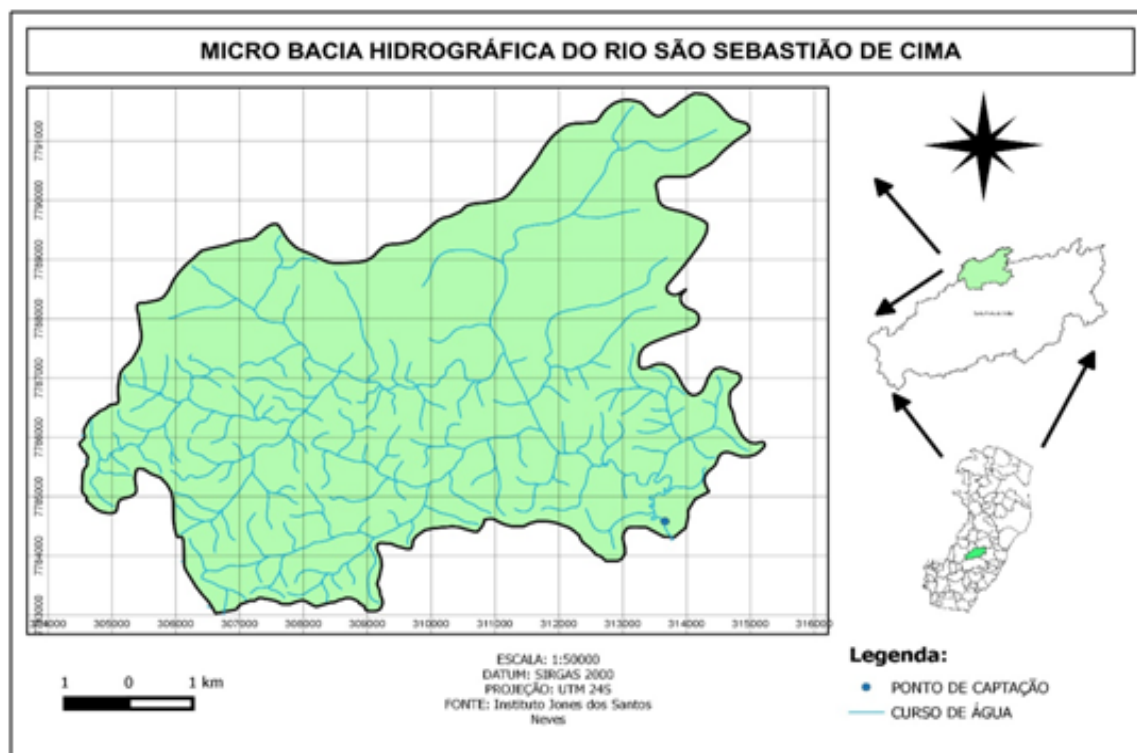 MICRO BACIA HIDROGRÁFICA DO RIO SÃO SEBASTIÃO DE CIMA
7791000
7790000
7789000
7788000
7787000
7786000
7785000
7784000
7783000
304000 305000 306000 307000 308000 309000 310000 311000 312000 313000 314000 315000 316000
1 0 1 km
ESCALA: 1:50000
DATUM: SIRGAS 2000
PROJEÇÃO: UTM 24S
FONTE: Instituto Jones dos Santos
Neves
Legenda:
PONTO DE CAPTAÇÃO
CURSO DE ÁGUA